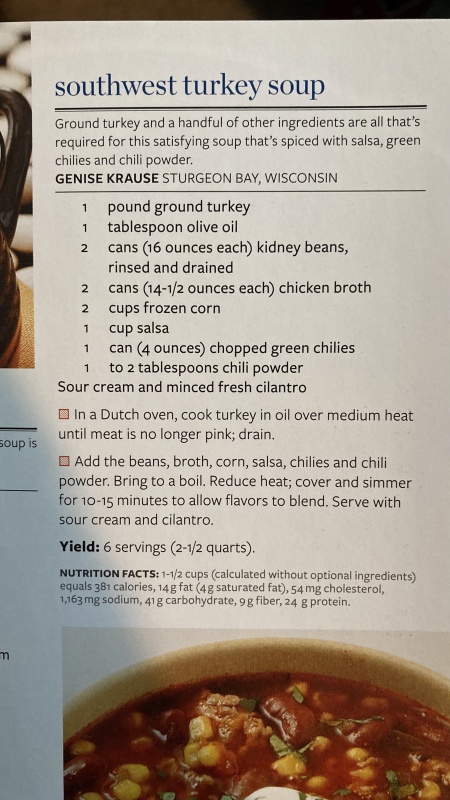 southwest turkey soup
Ground turkey and a handful of other ingredients are all that's
required for this satisfying soup that's spiced with salsa, green
chilies and chili powder.
GENISE KRAUSE STURGEON BAY, WISCONSIN
1 pound ground turkey
1 tablespoon olive oil
2 cans (16 ounces each) kidney beans,
rinsed and drained
2 cans (14-1/2 ounces each) chicken broth
2 cups frozen corn
1 cup salsa
1 can (4 ounces) chopped green chilies
1 to 2 tablespoons chili powder
Sour cream and minced fresh cilantro
In a Dutch oven, cook turkey in oil over medium heat
until meat is no longer pink; drain.
Add the beans, broth, corn, salsa, chilies and chili
powder. Bring to a boil. Reduce heat; cover and simmer
for 10-15 minutes to allow flavors to blend. Serve with
sour cream and cilantro.
Yield: 6 servings (2-1/2 quarts).
NUTRITION FACTS: 1-1/2 cups (calculated without optional ingredients)
equals 381 calories, 14 g fat (4 g saturated fat), 54 mg cholesterol,
1,163 mg sodium, 41 g carbohydrate, 9 g fiber, 24 g protein.
soup is
m